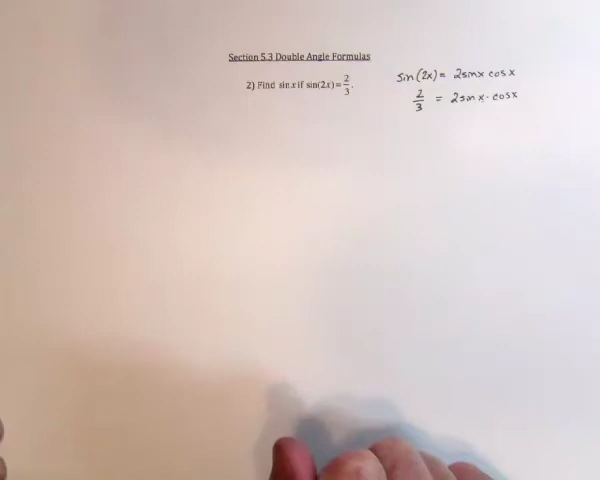 Section 5.3 Double Angle Formulas
2) Find sin x if sin(2x) = 2/3.
sin(2x) = 2sinx cosx
2/3 = 2sinx · cosx